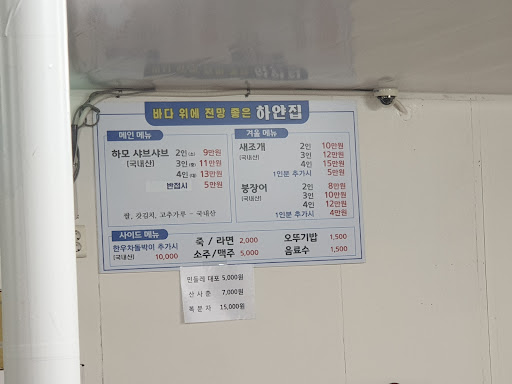 바다 위에 전망 좋은 하얀집
메인 메뉴
하모 샤브샤브 2인 (소) 9만원
(국내산) 3인 (중) 11만원
4인 (대) 13만원
반접시 5만원
쌀, 갓김치, 고추가루 - 국내산
겨울 메뉴
새조개 2인 10만원
(국내산) 3인 12만원
4인 15만원
1인분 추가시 5만원
붕장어 2인 8만원
(국내산) 3인 10만원
4인 12만원
1인분 추가시 4만원
사이드 메뉴
한우차돌박이 추가시 죽 / 라면 2,000 오뚜기밥 1,500
(국내산) 10,000 소주/맥주 5,000 음료수 1,500
민들레 대포 5,000원
산 사 춘 7,000원
복 분 자 15,000원